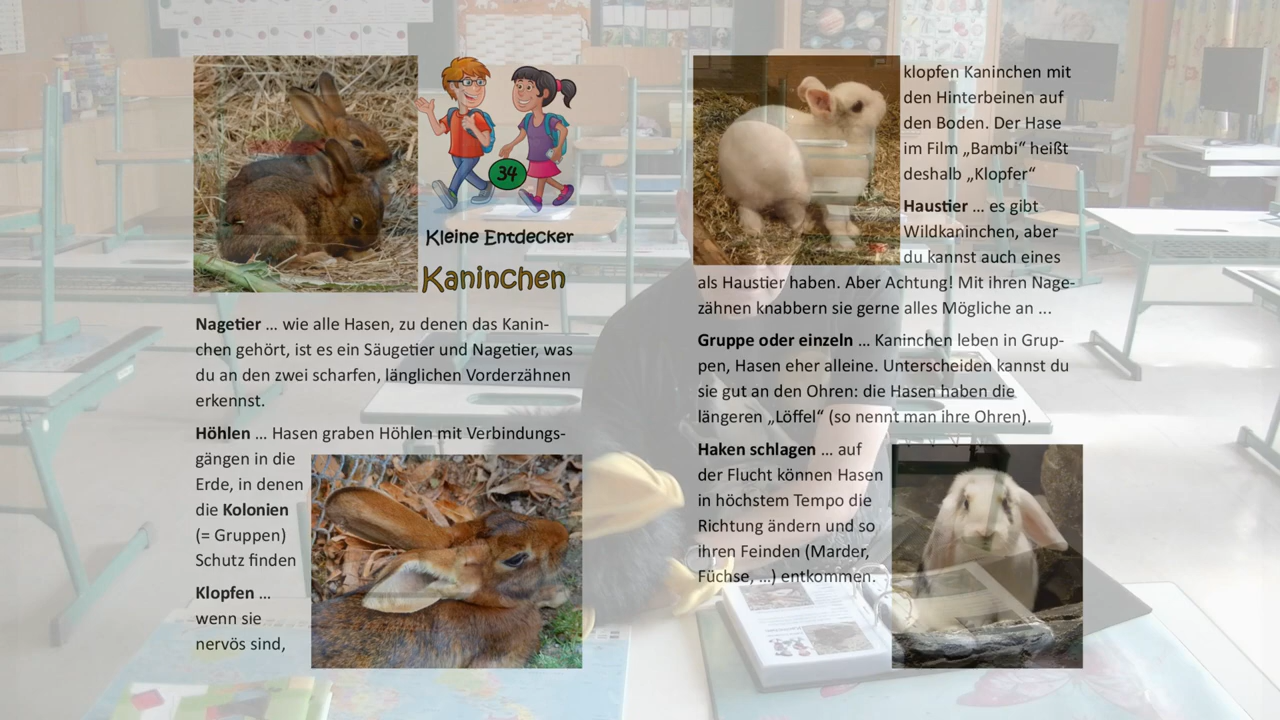 34
Kleine Entdecker
Kaninchen
Nagetier ... wie alle Hasen, zu denen das Kanin-
chen gehört, ist es ein Säugetier und Nagetier, was
du an den zwei scharfen, länglichen Vorderzähnen
erkennst.
Höhlen ... Hasen graben Höhlen mit Verbindungs-
gängen in die
Erde, in denen
die Kolonien
(= Gruppen)
Schutz finden
Klopfen ...
wenn sie
nervös sind,
klopfen Kaninchen mit
den Hinterbeinen auf
den Boden. Der Hase
im Film „Bambi“ heißt
deshalb „Klopfer“
Haustier ... es gibt
Wildkaninchen, aber
du kannst auch eines
als Haustier haben. Aber Achtung! Mit ihren Nage-
zähnen knabbern sie gerne alles Mögliche an ...
Gruppe oder einzeln ... Kaninchen leben in Grup-
pen, Hasen eher alleine. Unterscheiden kannst du
sie gut an den Ohren: die Hasen haben die
längeren „Löffel“ (so nennt man ihre Ohren).
Haken schlagen ... auf
der Flucht können Hasen
in höchstem Tempo die
Richtung ändern und so
ihren Feinden (Marder,
Füchse, ...) entkommen.